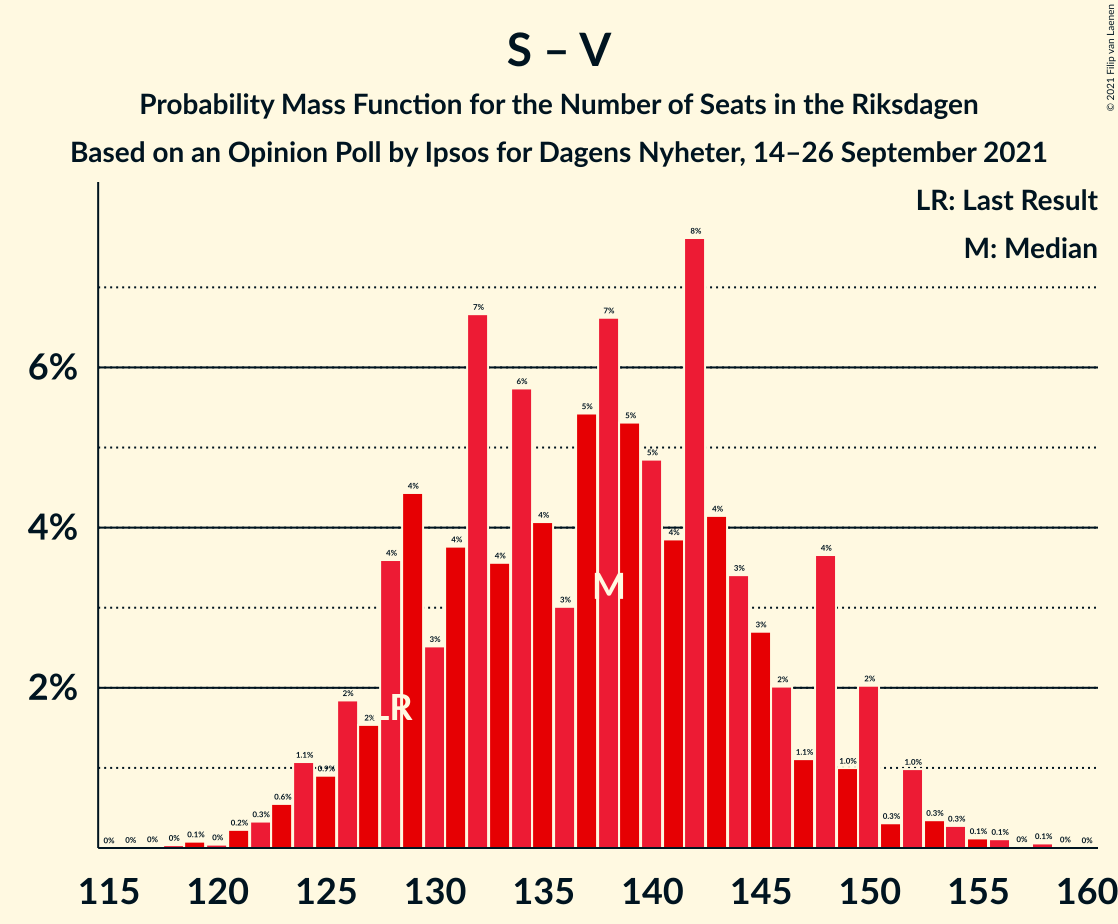 © 2021 Filip van Laenen
S – V
Probability Mass Function for the Number of Seats in the Riksdagen
Based on an Opinion Poll by Ipsos for Dagens Nyheter, 14–26 September 2021
LR: Last Result
M: Median
6%
4%
2%
0% 0% 0% 0% 0.1% 0% 0.2% 0.3% 0.6% 1.1% 0.9% 2% 2% 4% 4% 3% 4% 7% 4% 6% 4% 3% 5% 7% 5% 5% 4% 8% 4% 3% 3% 2% 1.1% 4% 1.0% 2% 0.3% 1.0% 0.3% 0.3% 0.1% 0.1% 0% 0.1% 0% 0%
LR
M
115 120 125 130 135 140 145 150 155 160